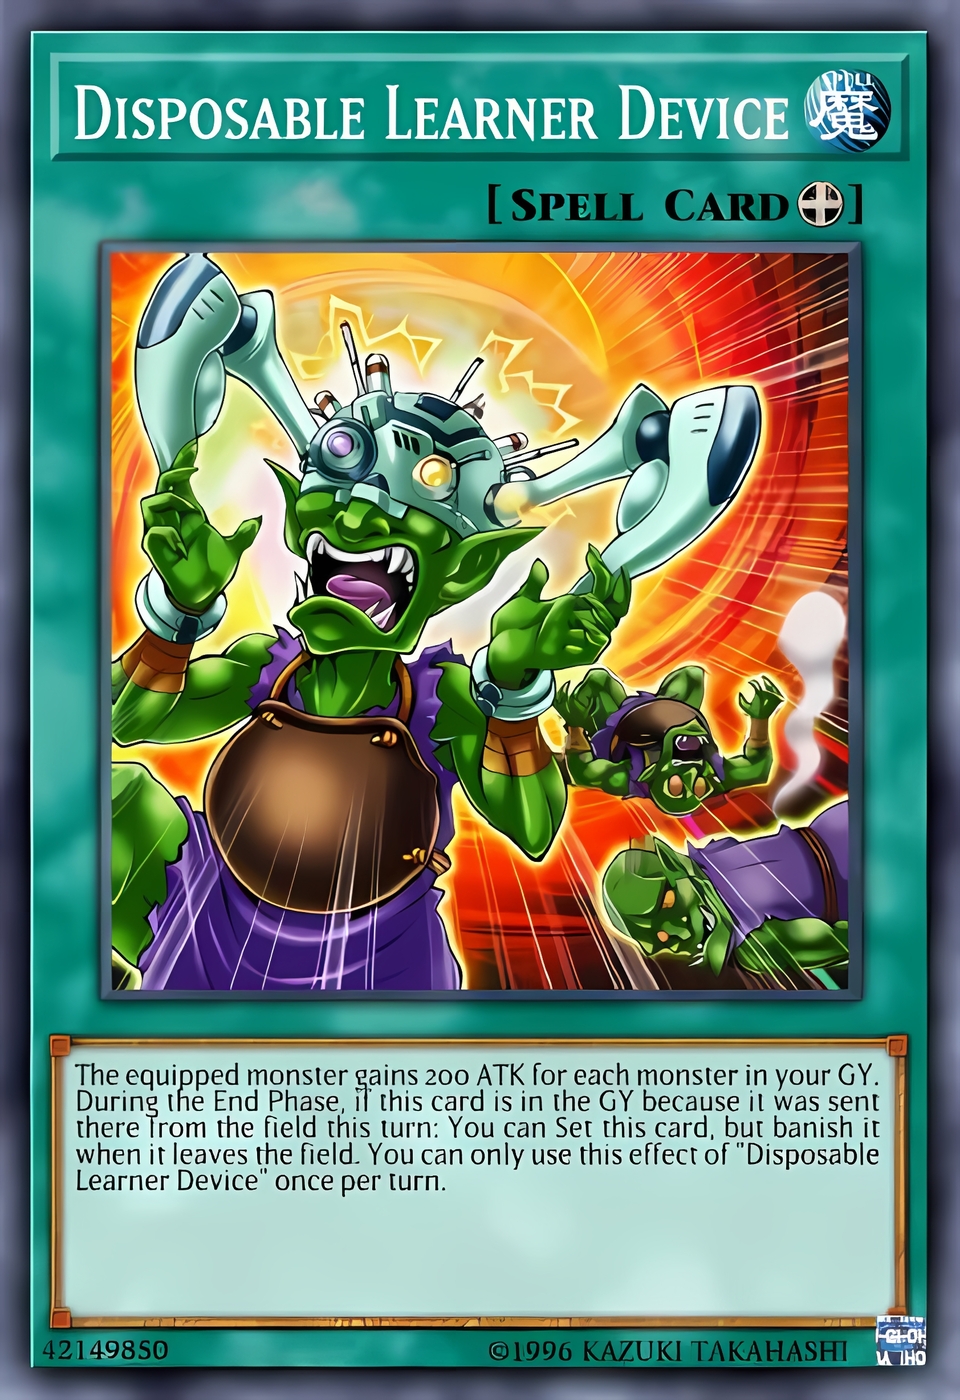 DISPOSABLE LEARNER DEVICE 魔
[SPELL CARD]
The equipped monster gains 200 ATK for each monster in your GY.
During the End Phase, if this card is in the GY because it was sent
there from the field this turn: You can Set this card, but banish it
when it leaves the field. You can only use this effect of "Disposable
Learner Device" once per turn.
42149850
©1996 KAZUKI TAKAHASHI